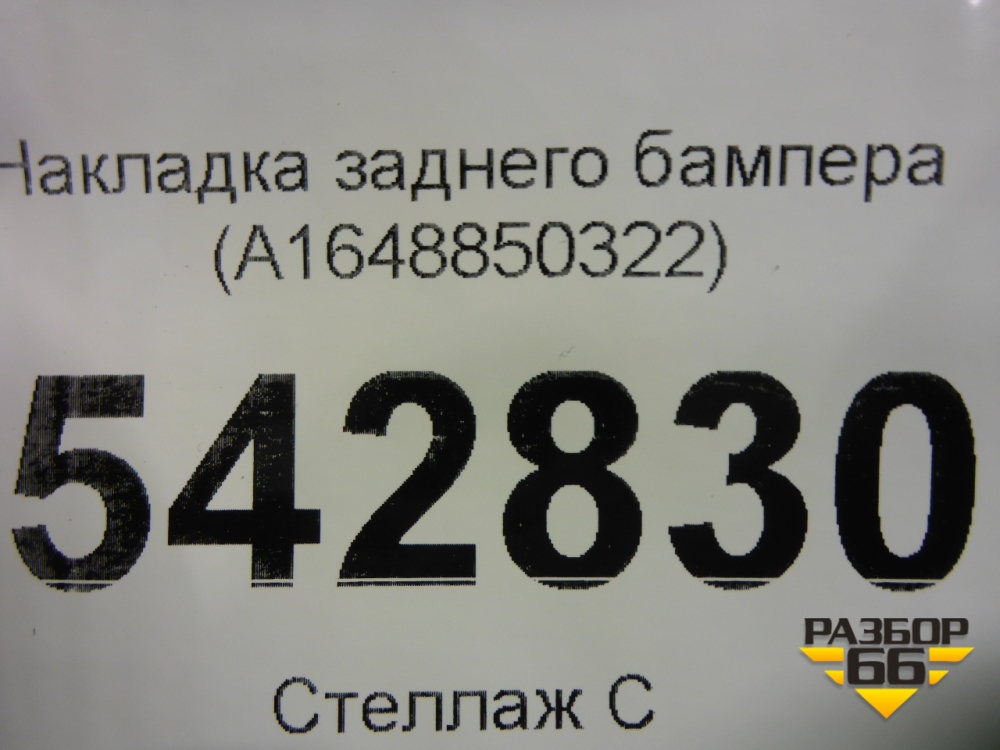 Накладка заднего бампера
(A1648850322)
542830
Стеллаж С
РАЗБОР
66